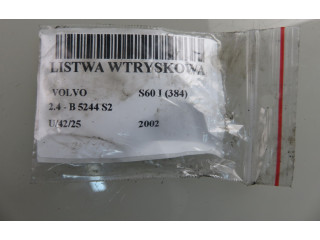 LISTWA WTRYSKOWA
VOLVO S60 I (384)
2.4 - B 5244 S2
U/42/25 2002